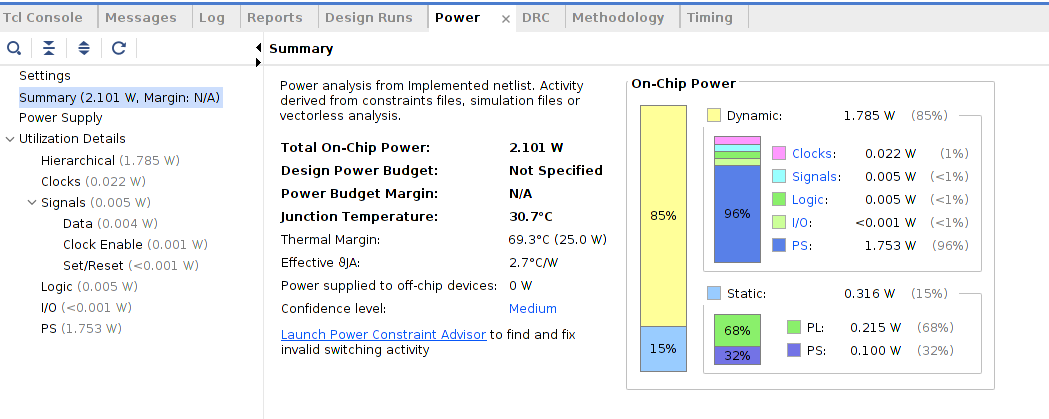 Tcl Console Messages Log Reports Design Runs Power × DRC Methodology Timing
Summary
Settings
Summary (2.101 W, Margin: N/A)
Power Supply
Utilization Details
Hierarchical (1.785 W)
Clocks (0.022 W)
Signals (0.005 W)
Data (0.004 W)
Clock Enable (0.001 W)
Set/Reset (<0.001 W)
Logic (0.005 W)
I/O (<0.001 W)
PS (1.753 W)
Power analysis from Implemented netlist. Activity
derived from constraints files, simulation files or
vectorless analysis.
Total On-Chip Power: 2.101 W
Design Power Budget: Not Specified
Power Budget Margin: N/A
Junction Temperature: 30.7°C
Thermal Margin: 69.3°C (25.0 W)
Effective ϑJA: 2.7°C/W
Power supplied to off-chip devices: 0 W
Confidence level: Medium
Launch Power Constraint Advisor to find and fix
invalid switching activity
On-Chip Power
85%
15%
Dynamic: 1.785 W (85%)
96%
Clocks: 0.022 W (1%)
Signals: 0.005 W (<1%)
Logic: 0.005 W (<1%)
I/O: <0.001 W (<1%)
PS: 1.753 W (96%)
Static: 0.316 W (15%)
68%
32%
PL: 0.215 W (68%)
PS: 0.100 W (32%)